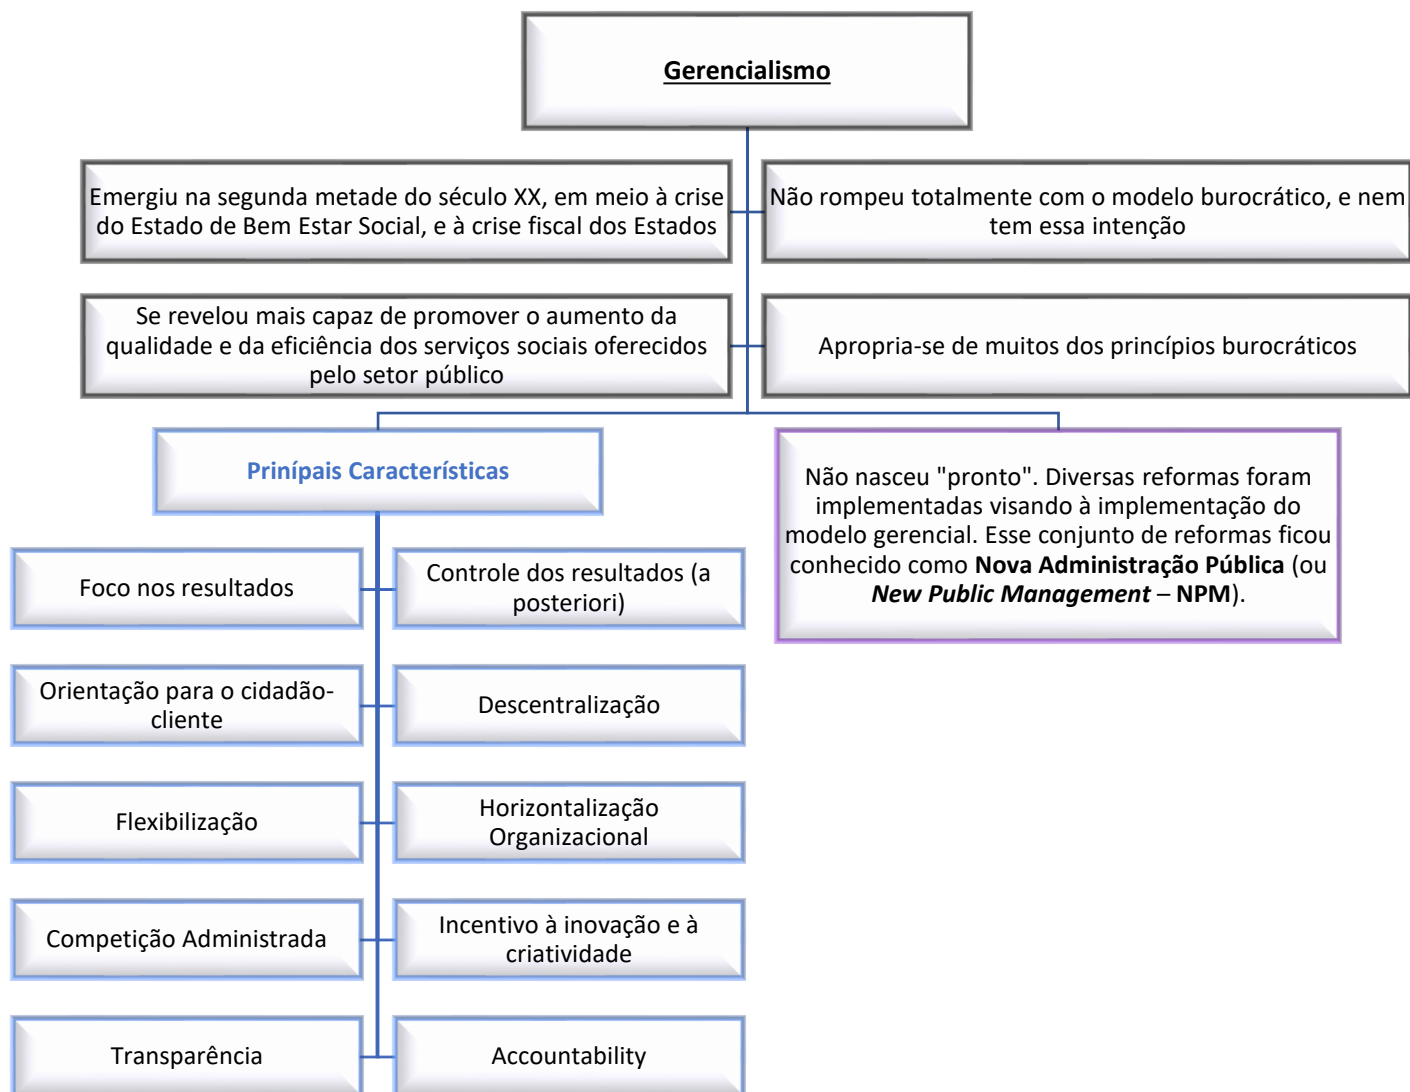 Gerencialismo
Emergiu na segunda metade do século XX, em meio à crise
do Estado de Bem Estar Social, e à crise fiscal dos Estados
Não rompeu totalmente com o modelo burocrático, e nem
tem essa intenção
Se revelou mais capaz de promover o aumento da
qualidade e da eficiência dos serviços sociais oferecidos
pelo setor público
Apropria-se de muitos dos princípios burocráticos
Prinípais Características
Não nasceu "pronto". Diversas reformas foram
implementadas visando à implementação do
modelo gerencial. Esse conjunto de reformas ficou
conhecido como Nova Administração Pública (ou
New Public Management – NPM).
Foco nos resultados
Controle dos resultados (a
posteriori)
Orientação para o cidadão-
cliente
Descentralização
Flexibilização
Horizontalização
Organizacional
Competição Administrada
Incentivo à inovação e à
criatividade
Transparência
Accountability